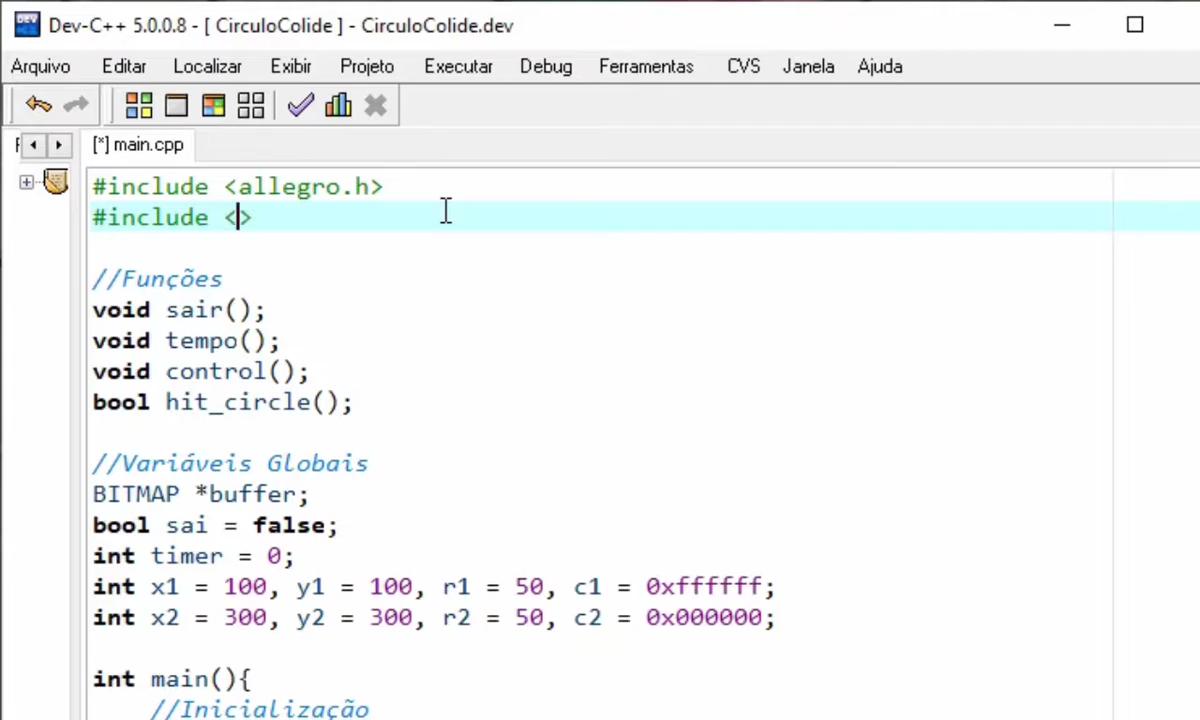 Dev-C++ 5.0.0.8 - [ CirculoColide ] - CirculoColide.dev
Arquivo Editar Localizar Exibir Projeto Executar Debug Ferramentas CVS Janela Ajuda
[*] main.cpp
#include <allegro.h>
#include <>
//Funções
void sair();
void tempo();
void control();
bool hit_circle();
//Variáveis Globais
BITMAP *buffer;
bool sai = false;
int timer = 0;
int x1 = 100, y1 = 100, r1 = 50, c1 = 0xffffff;
int x2 = 300, y2 = 300, r2 = 50, c2 = 0x000000;
int main(){
//Inicialização